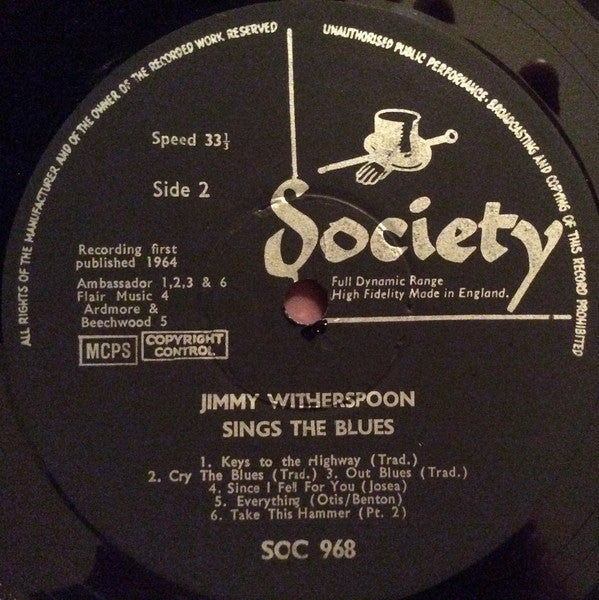 ALL RIGHTS OF THE MANUFACTURER AND OF THE OWNER OF THE RECORDED WORK RESERVED
UNAUTHORISED PUBLIC PERFORMANCE· BROADCASTING AND COPYING OF THIS RECORD PROHIBITED
Speed 33⅓
Side 2
Society
Recording first
published 1964
Ambassador 1,2,3 & 6
Flair Music 4
Ardmore &
Beechwood 5
MCPS
COPYRIGHT
CONTROL
Full Dynamic Range
High Fidelity Made in England.
JIMMY WITHERSPOON
SINGS THE BLUES
1. Keys to the Highway (Trad.)
2. Cry The Blues (Trad.) 3. Out Blues (Trad.)
4. Since I Fell For You (Josea)
5. Everything (Otis/Benton)
6. Take This Hammer (Pt. 2)
SOC 968